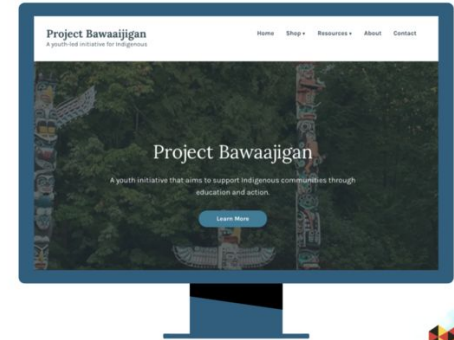 Project Bawaaijigan
A youth-led initiative for Indigenous
Home Shop Resources About Contact
Project Bawaajigan
A youth initiative that aims to support Indigenous communities through
education and action.
Learn More